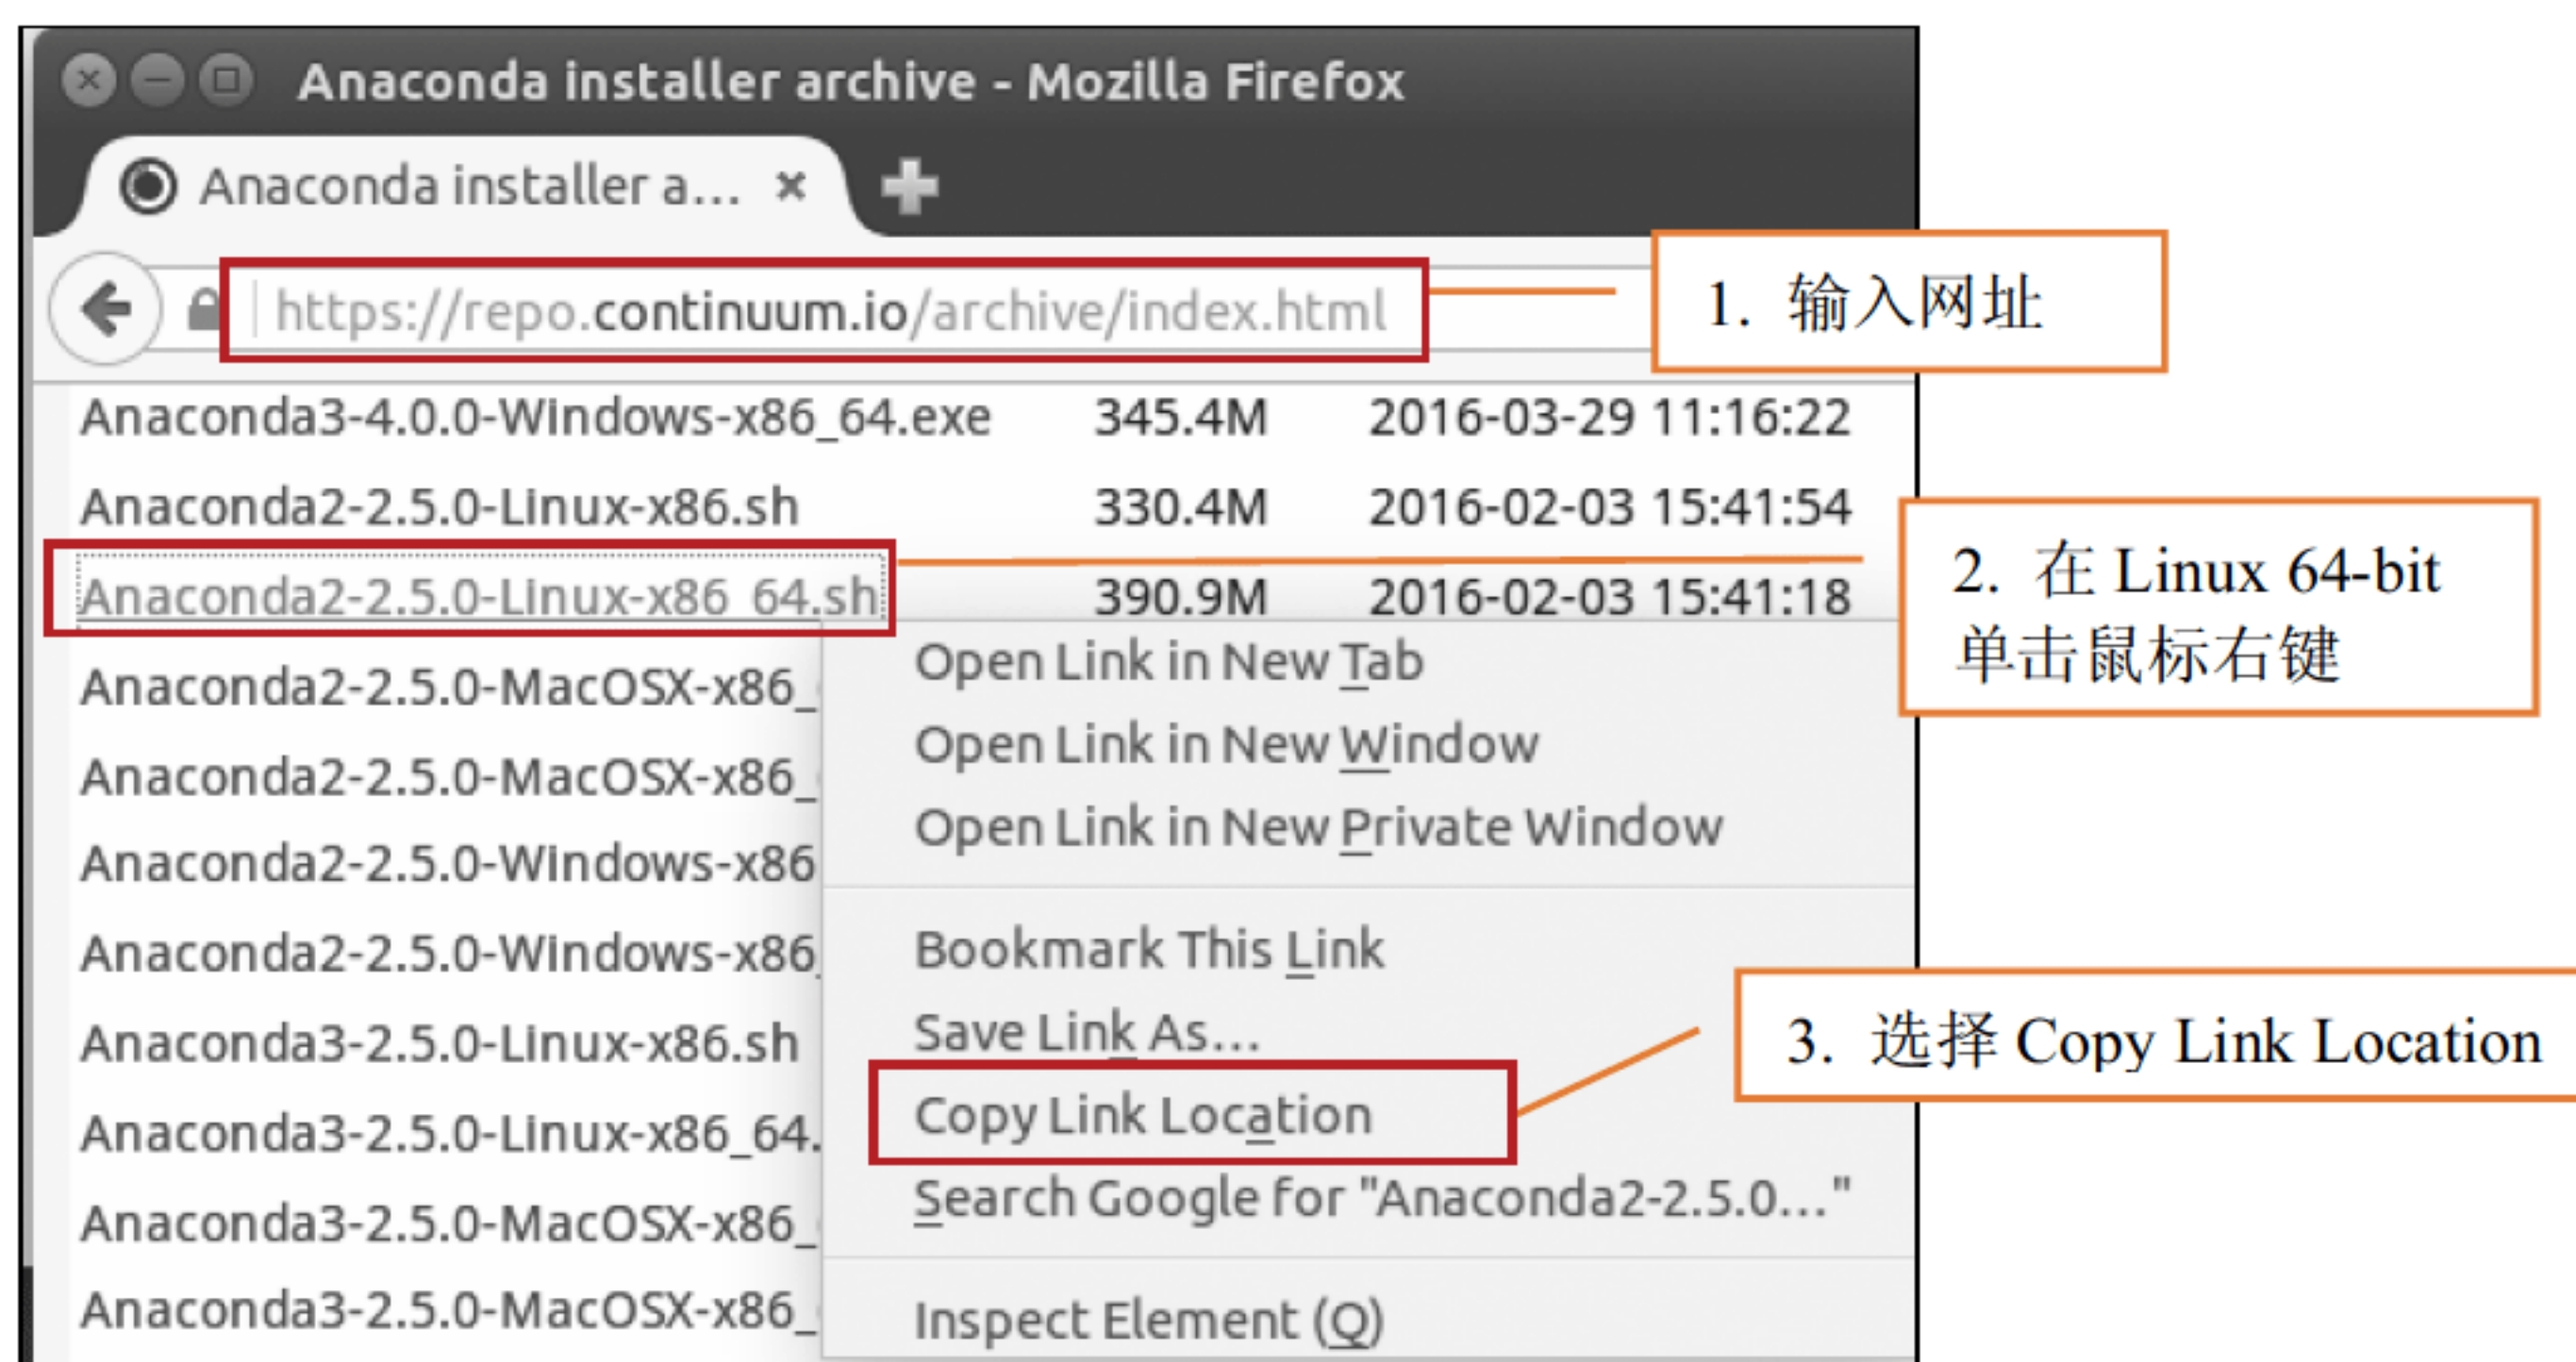 Anaconda installer archive - Mozilla Firefox
Anaconda installer a...
https://repo.continuum.io/archive/index.html
1. 输入网址
Anaconda3-4.0.0-Windows-x86_64.exe 345.4M 2016-03-29 11:16:22
Anaconda2-2.5.0-Linux-x86.sh 330.4M 2016-02-03 15:41:54
Anaconda2-2.5.0-Linux-x86_64.sh 390.9M 2016-02-03 15:41:18
2. 在 Linux 64-bit
单击鼠标右键
Anaconda2-2.5.0-MacOSX-x86_
Anaconda2-2.5.0-MacOSX-x86_
Anaconda2-2.5.0-Windows-x86
Anaconda2-2.5.0-Windows-x86_
Anaconda3-2.5.0-Linux-x86.sh
Anaconda3-2.5.0-Linux-x86_64.
Anaconda3-2.5.0-MacOSX-x86_
Anaconda3-2.5.0-MacOSX-x86_
Open Link in New Tab
Open Link in New Window
Open Link in New Private Window
Bookmark This Link
Save Link As...
Copy Link Location
Search Google for "Anaconda2-2.5.0..."
Inspect Element (Q)
3. 选择 Copy Link Location